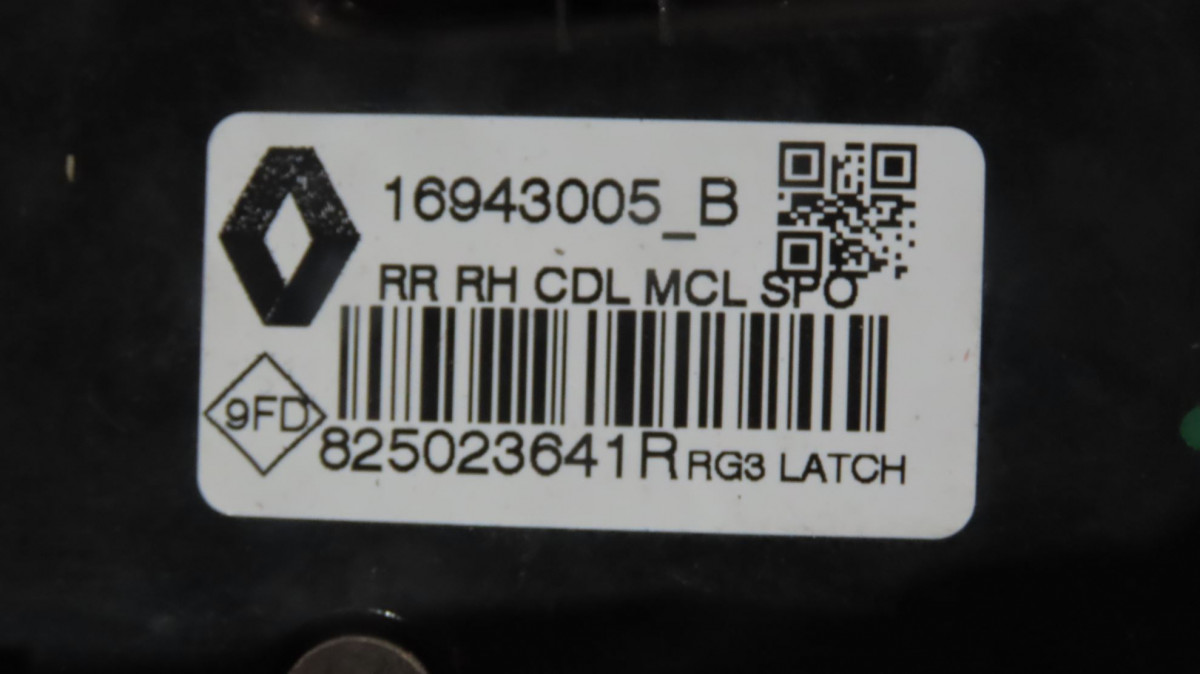 16943005_B
RR RH CDL MCL SPO
9FD
825023641R RG3 LATCH